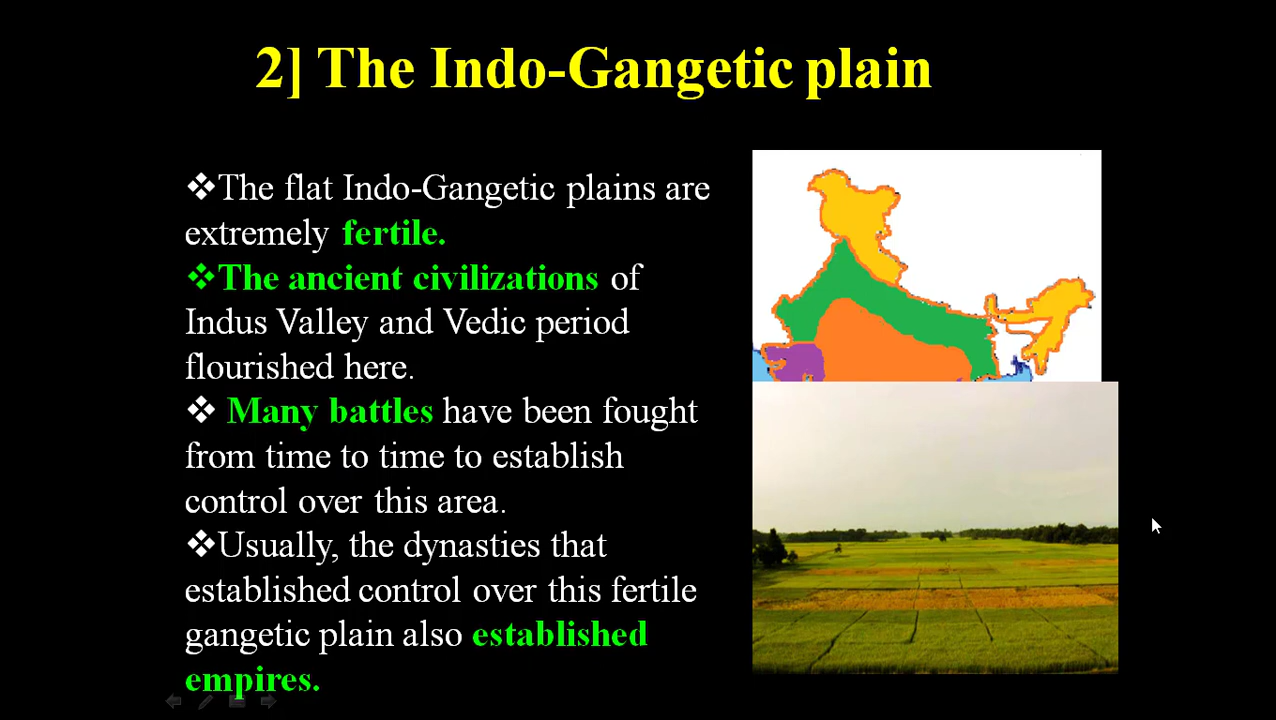 2] The Indo-Gangetic plain
❖The flat Indo-Gangetic plains are
extremely fertile.
❖The ancient civilizations of
Indus Valley and Vedic period
flourished here.
❖ Many battles have been fought
from time to time to establish
control over this area.
❖Usually, the dynasties that
established control over this fertile
gangetic plain also established
empires.